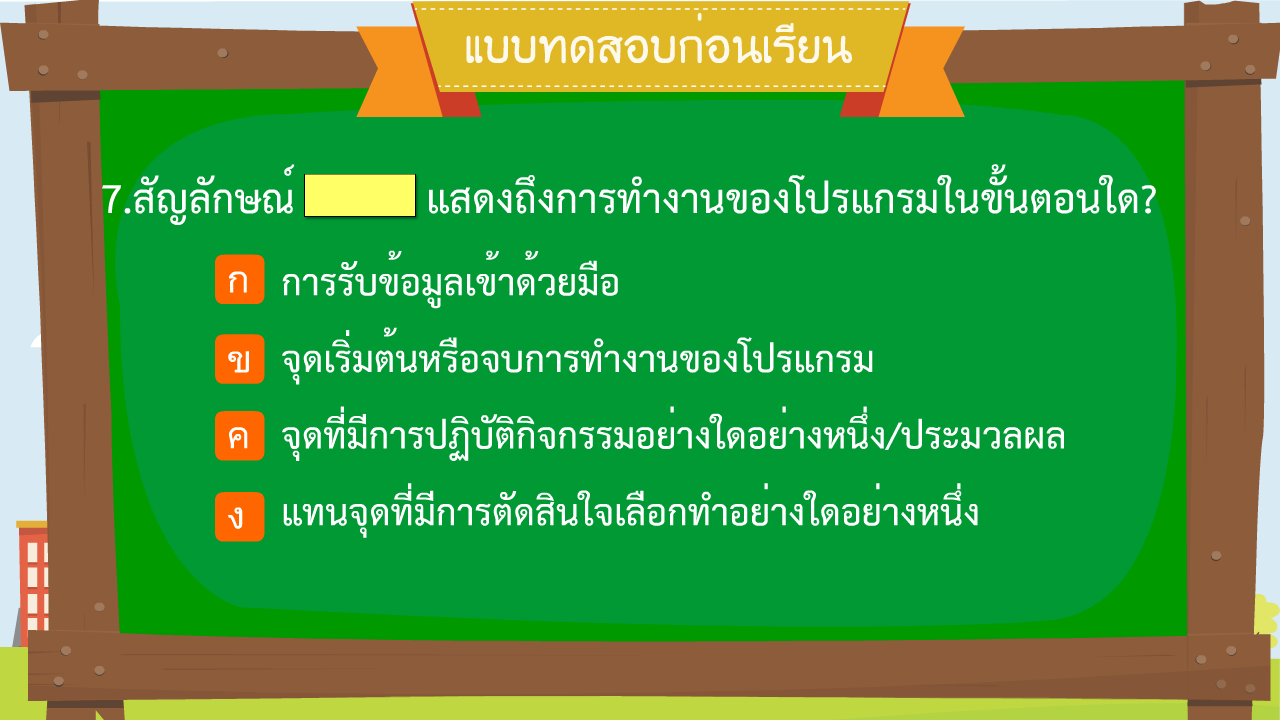 แบบทดสอบก่อนเรียน
7.สัญลักษณ์ แสดงถึงการทำงานของโปรแกรมในขั้นตอนใด?
ก การรับข้อมูลเข้าด้วยมือ
ข จุดเริ่มต้นหรือจบการทำงานของโปรแกรม
ค จุดที่มีการปฏิบัติกิจกรรมอย่างใดอย่างหนึ่ง/ประมวลผล
ง แทนจุดที่มีการตัดสินใจเลือกทำอย่างใดอย่างหนึ่ง